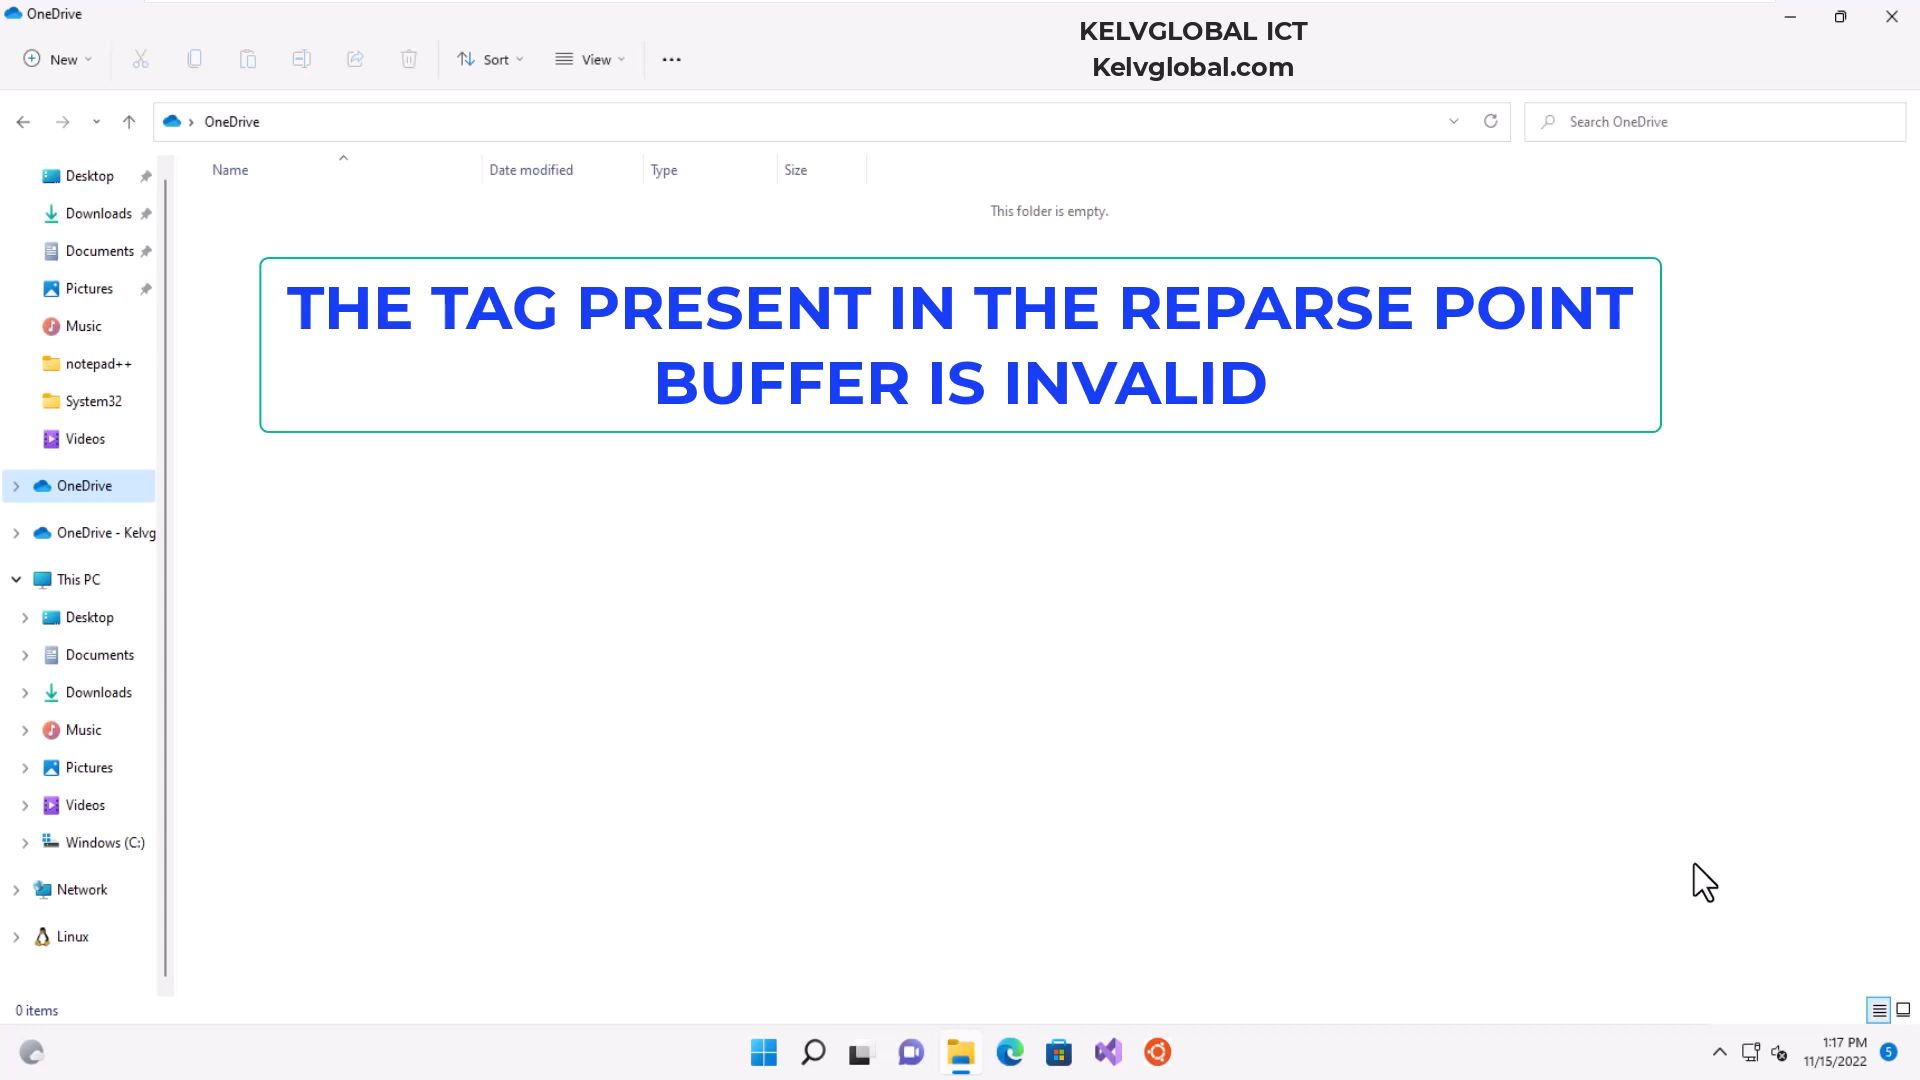 OneDrive
KELVGLOBAL ICT
Kelvglobal.com
New
Sort
View
OneDrive
Search OneDrive
Name
Date modified
Type
Size
This folder is empty.
THE TAG PRESENT IN THE REPARSE POINT
BUFFER IS INVALID
Desktop
Downloads
Documents
Pictures
Music
notepad++
System32
Videos
OneDrive
OneDrive - Kelvg
This PC
Desktop
Documents
Downloads
Music
Pictures
Videos
Windows (C:)
Network
Linux
0 items
1:17 PM
11/15/2022
5